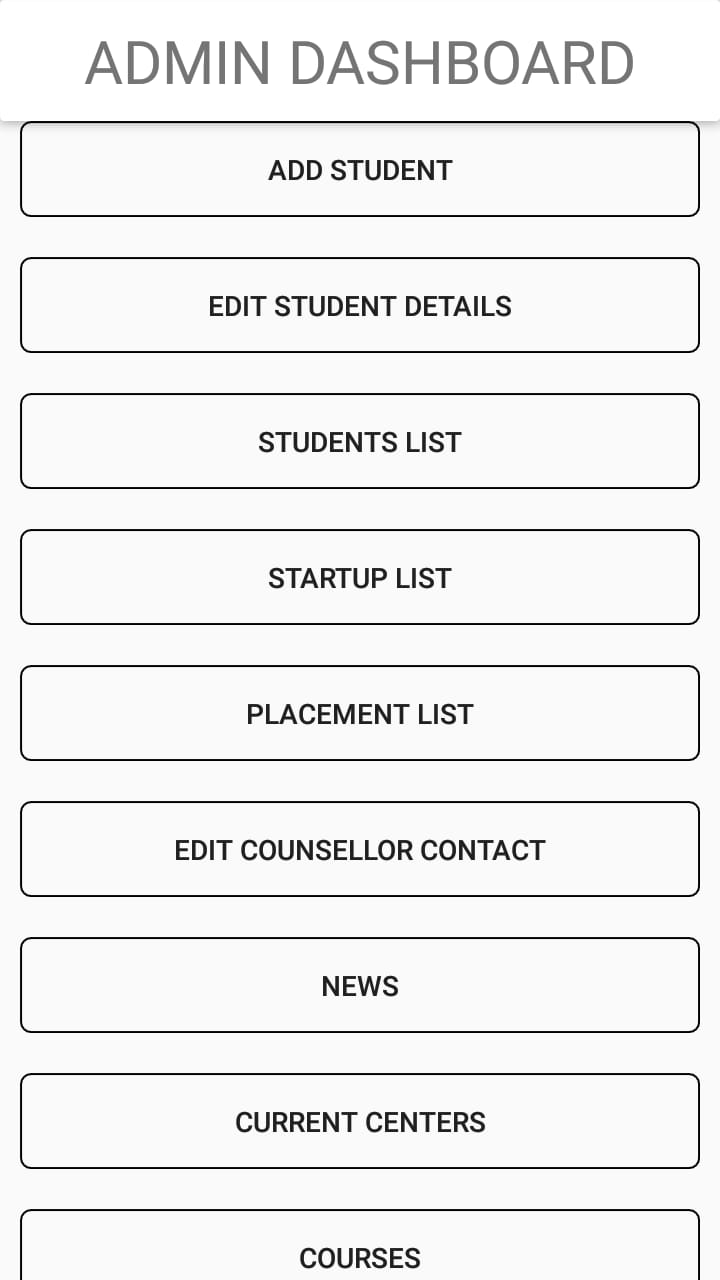 ADMIN DASHBOARD
ADD STUDENT
EDIT STUDENT DETAILS
STUDENTS LIST
STARTUP LIST
PLACEMENT LIST
EDIT COUNSELLOR CONTACT
NEWS
CURRENT CENTERS
COURSES